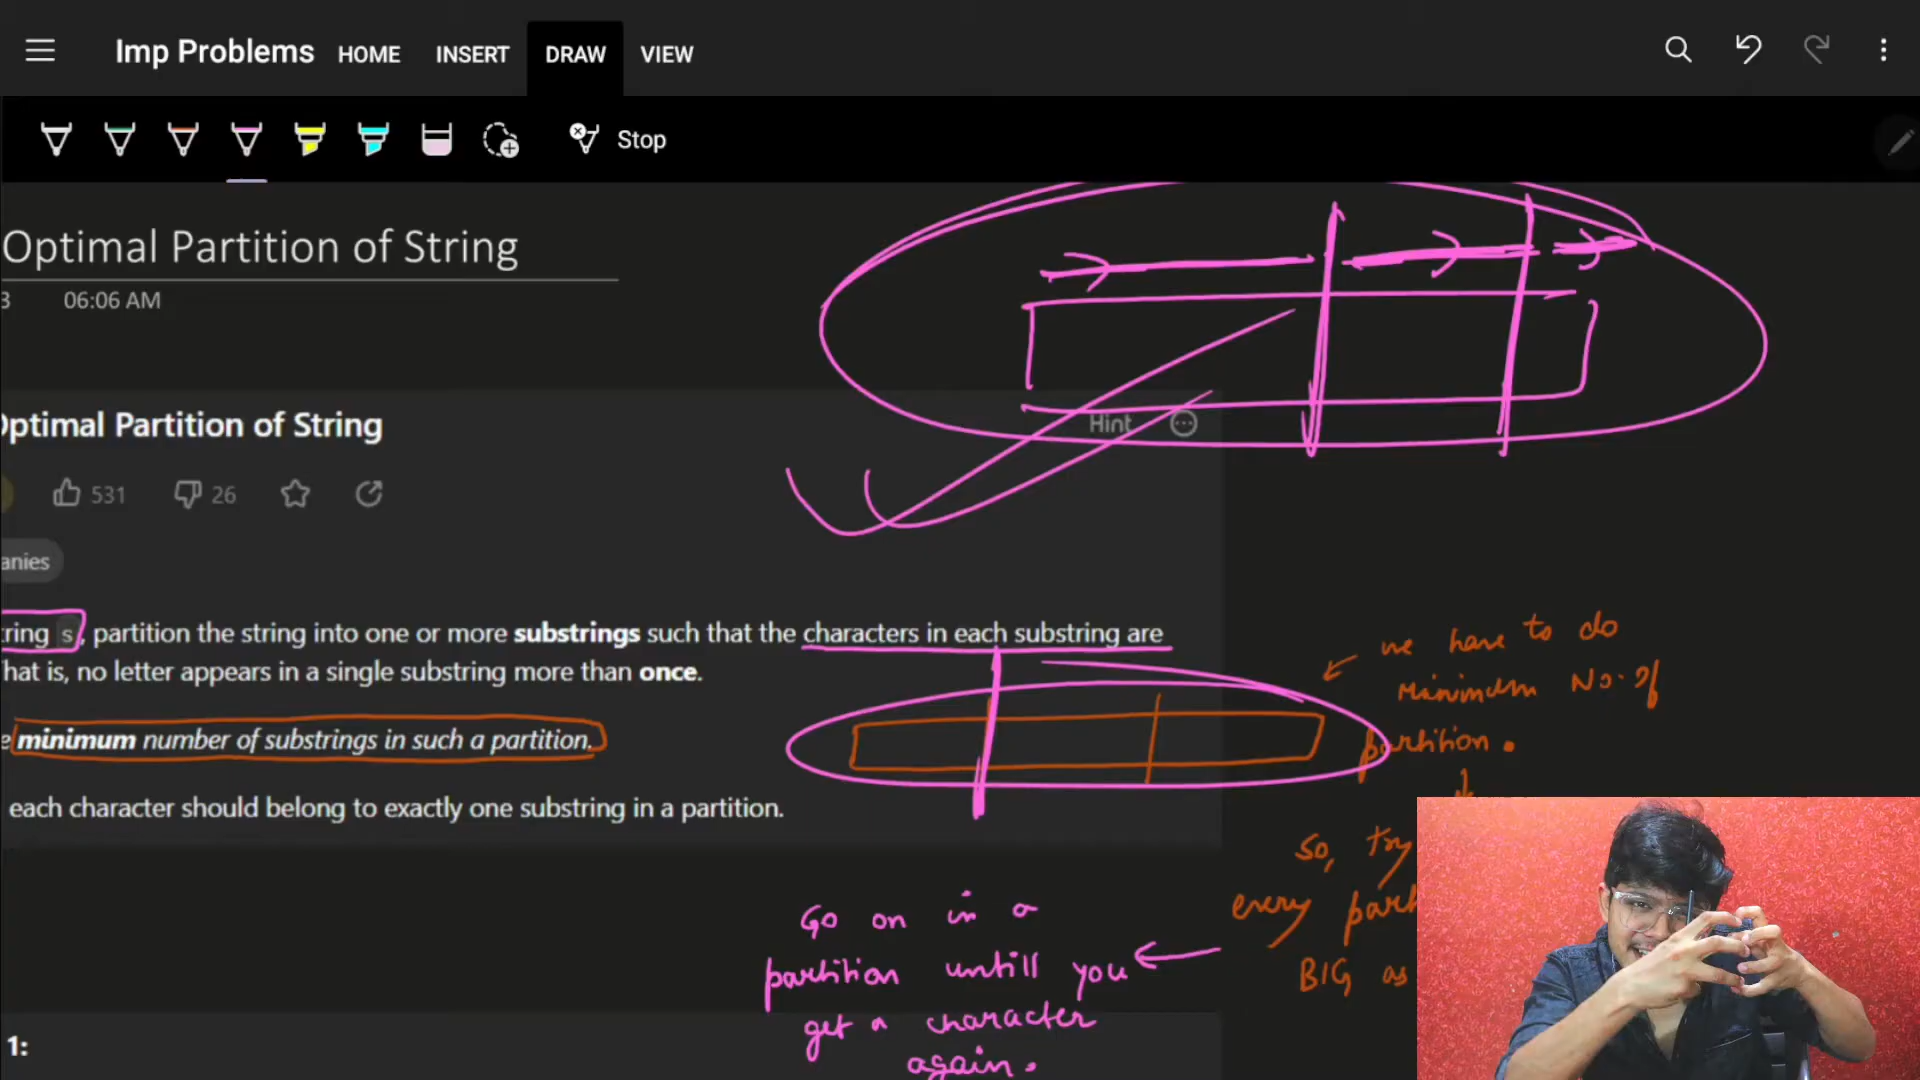 Imp Problems HOME INSERT DRAW VIEW
Stop
Optimal Partition of String
3 06:06 AM
Optimal Partition of String
Hint
531 26
anies
tring s, partition the string into one or more substrings such that the characters in each substring are
That is, no letter appears in a single substring more than once.
e minimum number of substrings in such a partition.
each character should belong to exactly one substring in a partition.
we have to do
Minimum No. of
partition.
So, try
every part
BIG as
Go on in a
partition untill you
get a character
again.
1: